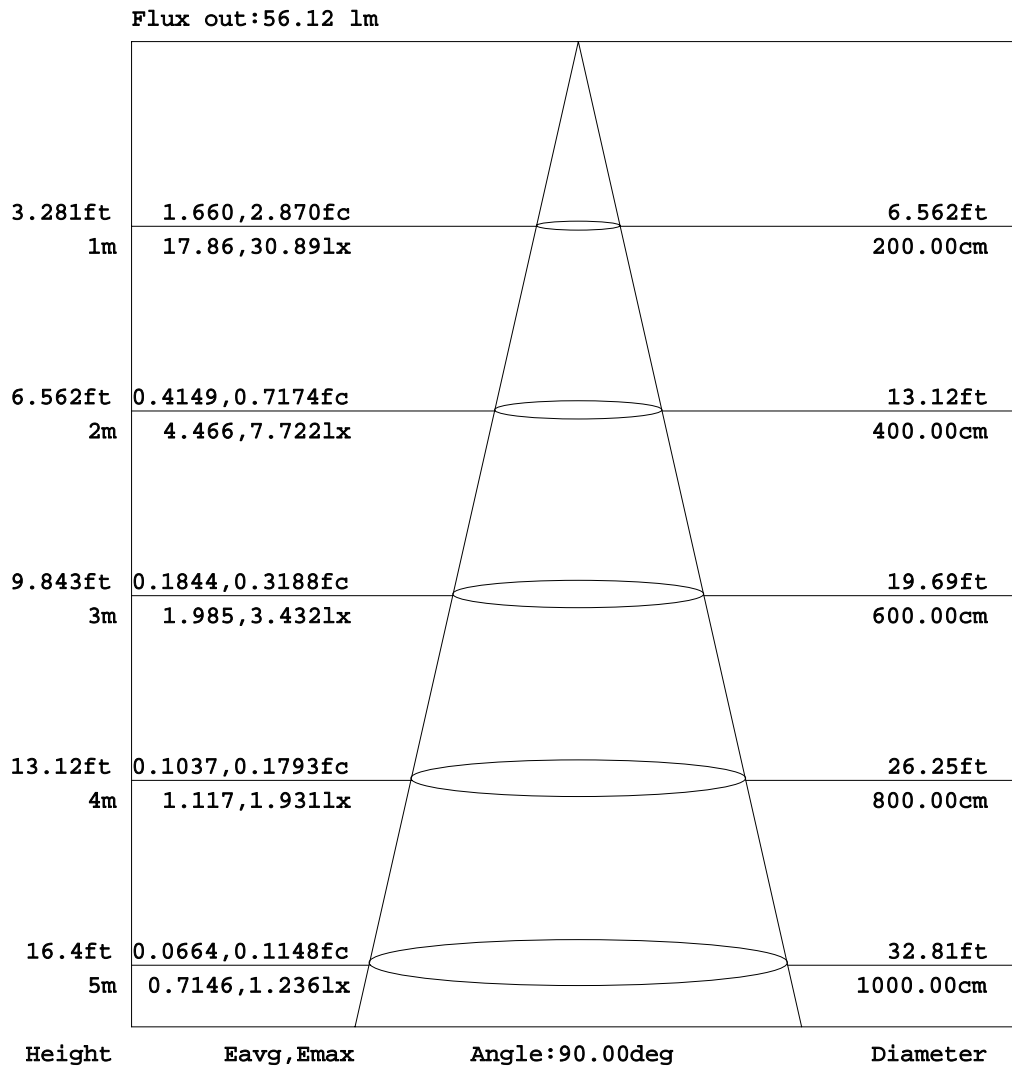 Flux out:56.12 lm
3.281ft 1.660,2.870fc 6.562ft
1m 17.86,30.89lx 200.00cm
6.562ft 0.4149,0.7174fc 13.12ft
2m 4.466,7.722lx 400.00cm
9.843ft 0.1844,0.3188fc 19.69ft
3m 1.985,3.432lx 600.00cm
13.12ft 0.1037,0.1793fc 26.25ft
4m 1.117,1.931lx 800.00cm
16.4ft 0.0664,0.1148fc 32.81ft
5m 0.7146,1.236lx 1000.00cm
Height Eavg,Emax Angle:90.00deg Diameter